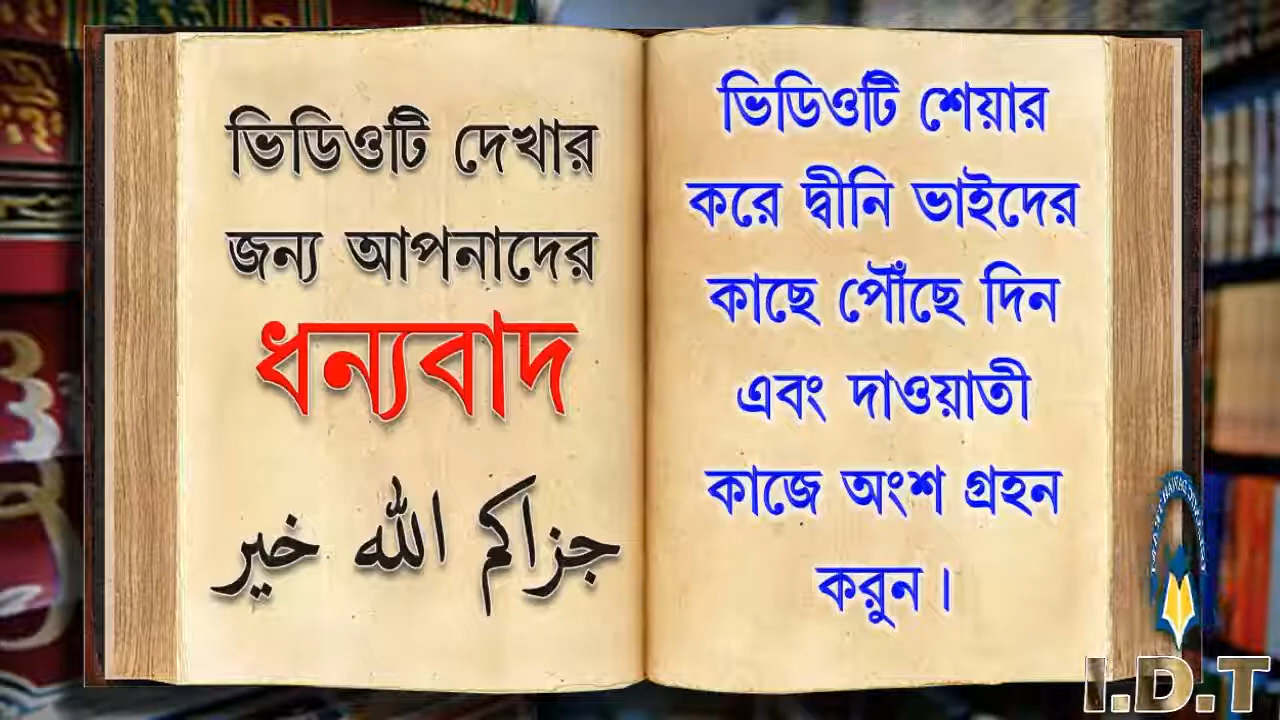 ভিডিওটি দেখার
জন্য আপনাদের
ধন্যবাদ
جزاكم الله خير
ভিডিওটি শেয়ার
করে দ্বীনি ভাইদের
কাছে পৌঁছে দিন
এবং দাওয়াতী
কাজে অংশ গ্রহন
করুন।
I.D.T